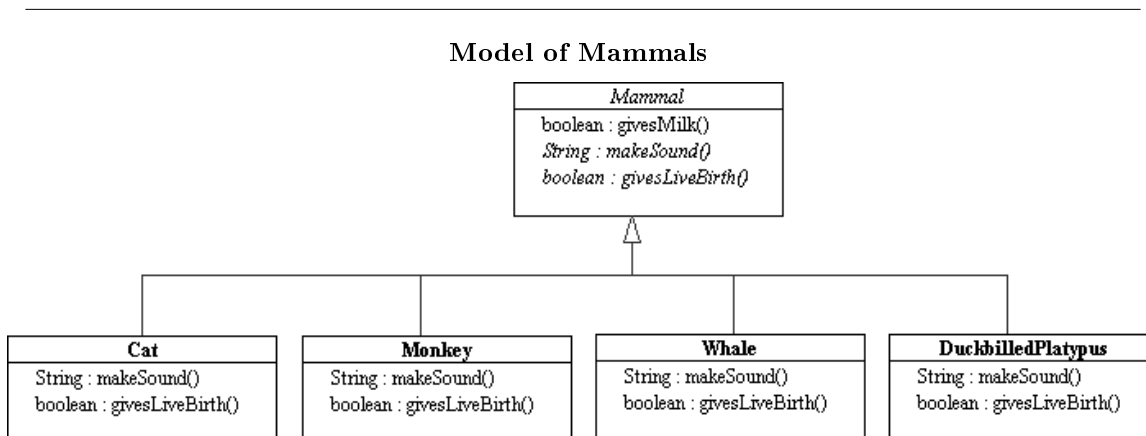 Model of Mammals
Mammal
boolean : givesMilk()
String : makeSound()
boolean : givesLiveBirth()
Cat
String : makeSound()
boolean : givesLiveBirth()
Monkey
String : makeSound()
boolean : givesLiveBirth()
Whale
String : makeSound()
boolean : givesLiveBirth()
DuckbilledPlatypus
String : makeSound()
boolean : givesLiveBirth()